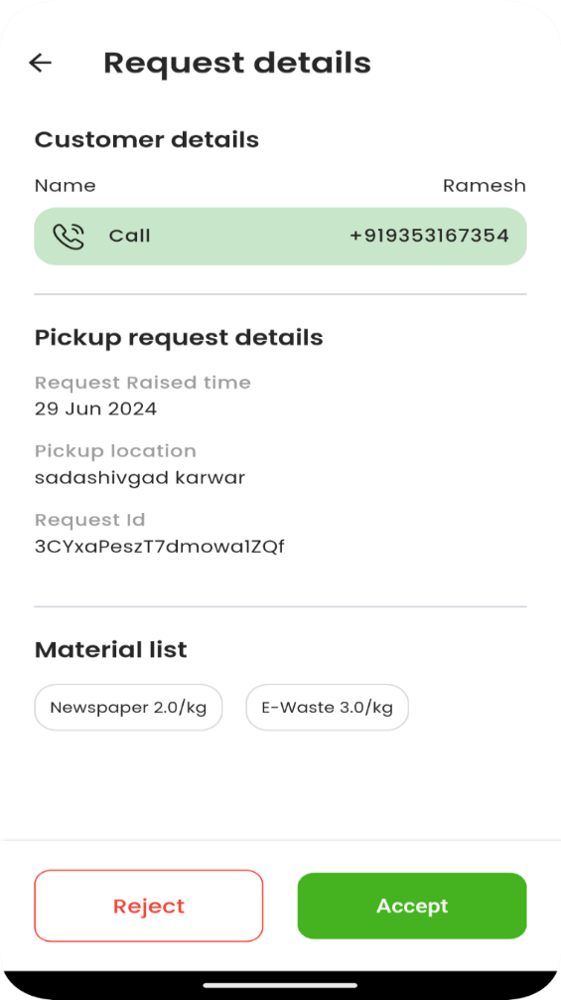 Request details
Customer details
Name Ramesh
Call +919353167354
Pickup request details
Request Raised time
29 Jun 2024
Pickup location
sadashivgad karwar
Request Id
3CYxaPeszT7dmowa1ZQf
Material list
Newspaper 2.0/kg E-Waste 3.0/kg
Reject Accept